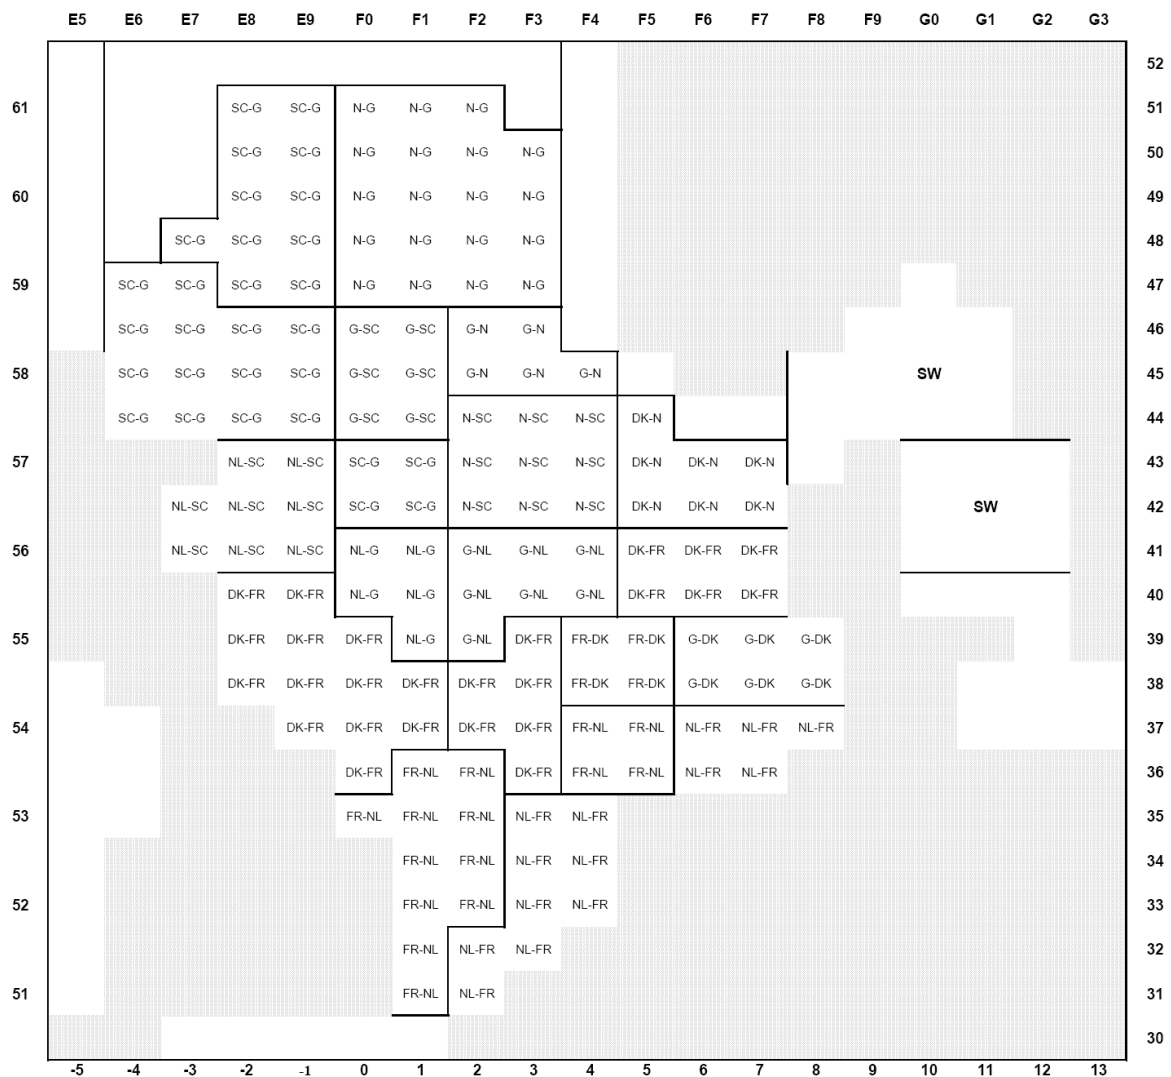 E5 E6 E7 E8 E9 F0 F1 F2 F3 F4 F5 F6 F7 F8 F9 G0 G1 G2 G3
52
61 SC-G SC-G N-G N-G N-G 51
SC-G SC-G N-G N-G N-G N-G 50
60 SC-G SC-G N-G N-G N-G N-G 49
SC-G SC-G SC-G N-G N-G N-G N-G 48
59 SC-G SC-G SC-G SC-G N-G N-G N-G N-G 47
SC-G SC-G SC-G SC-G G-SC G-SC G-N G-N 46
58 SC-G SC-G SC-G SC-G G-SC G-SC G-N G-N G-N SW 45
SC-G SC-G SC-G SC-G G-SC G-SC N-SC N-SC N-SC DK-N 44
57 NL-SC NL-SC SC-G SC-G N-SC N-SC N-SC DK-N DK-N DK-N 43
NL-SC NL-SC NL-SC SC-G SC-G N-SC N-SC N-SC DK-N DK-N DK-N SW 42
56 NL-SC NL-SC NL-SC NL-G NL-G G-NL G-NL G-NL DK-FR DK-FR DK-FR 41
DK-FR DK-FR NL-G NL-G G-NL G-NL G-NL DK-FR DK-FR DK-FR 40
55 DK-FR DK-FR DK-FR NL-G G-NL DK-FR FR-DK FR-DK G-DK G-DK G-DK 39
DK-FR DK-FR DK-FR DK-FR DK-FR DK-FR FR-DK FR-DK G-DK G-DK G-DK 38
54 DK-FR DK-FR DK-FR DK-FR DK-FR FR-NL FR-NL NL-FR NL-FR NL-FR 37
DK-FR FR-NL FR-NL DK-FR FR-NL FR-NL NL-FR NL-FR 36
53 FR-NL FR-NL FR-NL NL-FR NL-FR 35
FR-NL FR-NL NL-FR NL-FR 34
52 FR-NL FR-NL NL-FR NL-FR 33
FR-NL NL-FR NL-FR 32
51 FR-NL NL-FR 31
30
-5 -4 -3 -2 -1 0 1 2 3 4 5 6 7 8 9 10 11 12 13